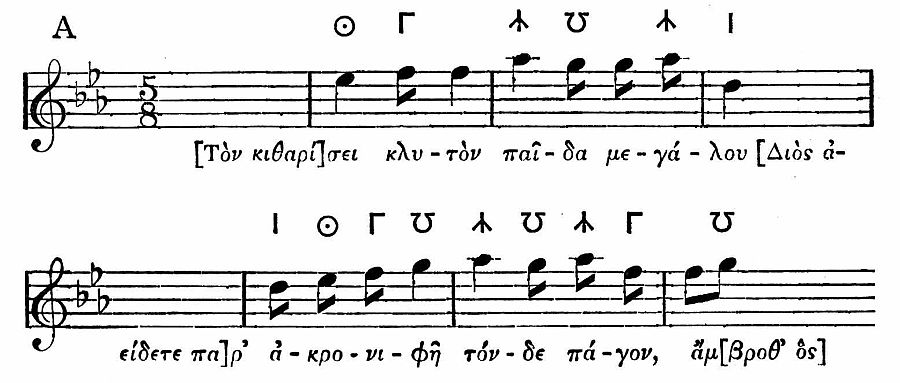 A
⊙ Γ ⅄ ℧ ⅄ Ι
5
8
[Τὸν κιθαρί]σει κλυ-τὸν παῖ-δα με-γά-λου [Διὸς ἀ-
Ι ⊙ Γ ℧ ⅄ ℧ ⅄ Γ ℧
είδετε πα]ρ’ ἀ-κρο-νι-φῆ τόν-δε πά-γον, ἄμ[βροθ’ ὃς]